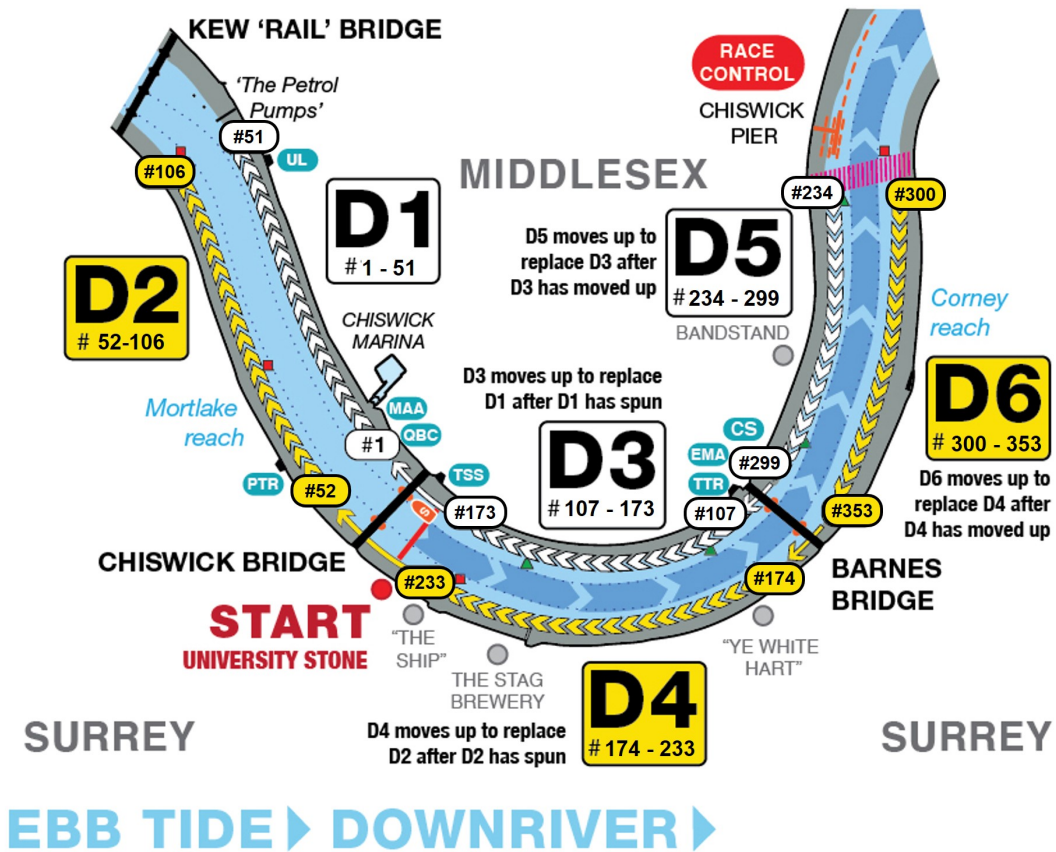 KEW 'RAIL' BRIDGE
'The Petrol
Pumps'
#51
UL
#106
RACE
CONTROL
CHISWICK
PIER
MIDDLESEX
#234
#300
D1
# 1 - 51
D5 moves up to
replace D3 after
D3 has moved up
D5
# 234 - 299
BANDSTAND
D2
# 52-106
CHISWICK
MARINA
Corney
reach
D3 moves up to replace
D1 after D1 has spun
D6
# 300 - 353
D6 moves up to
replace D4 after
D4 has moved up
Mortlake
reach
MAA
QBC
#1
D3
# 107 - 173
CS
EMA
#299
TTR
#107
PTR
#52
TSS
#173
S
#353
CHISWICK BRIDGE
#233
#174
BARNES
BRIDGE
START
UNIVERSITY STONE
"THE
SHIP"
THE STAG
BREWERY
"YE WHITE
HART"
D4 moves up to replace
D2 after D2 has spun
D4
# 174 - 233
SURREY
SURREY
EBB TIDE DOWNRIVER